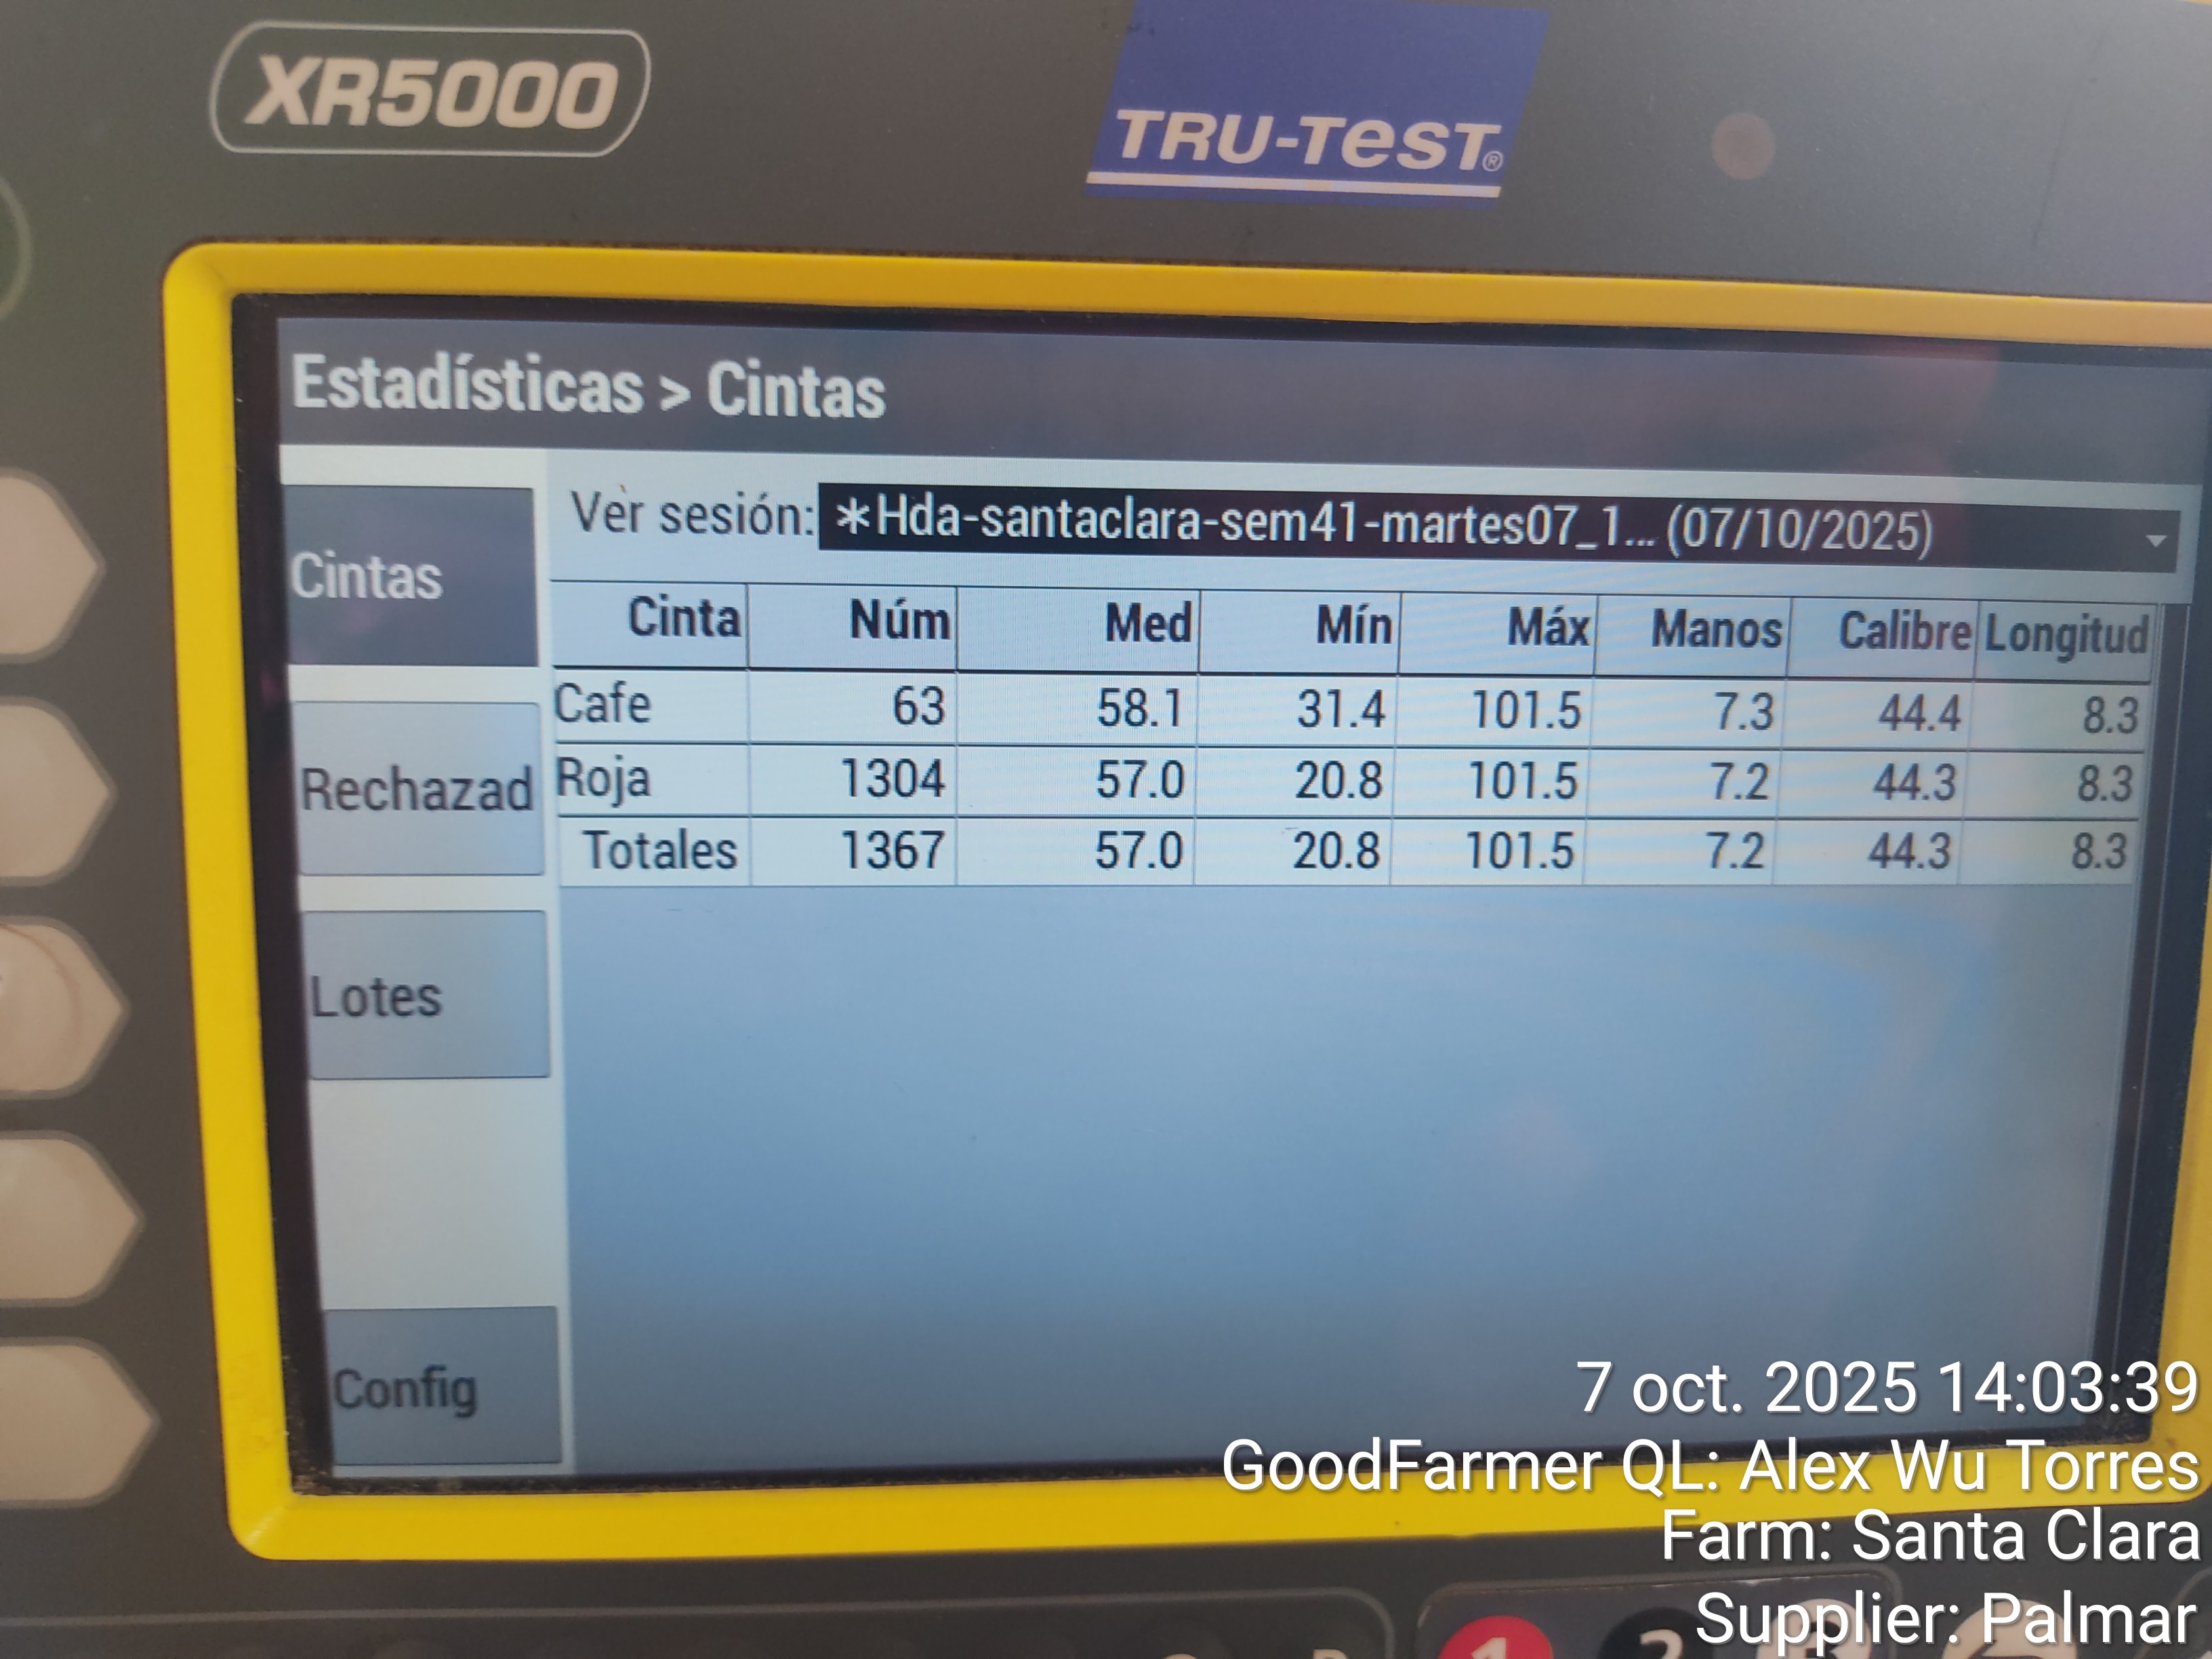 XR5000
TRU-TEST®
Estadísticas > Cintas
Ver sesión: *Hda-santaclara-sem41-martes07_1... (07/10/2025)
Cintas
Rechazad
Lotes
Config
Cinta Núm Med Mín Máx Manos Calibre Longitud
Cafe 63 58.1 31.4 101.5 7.3 44.4 8.3
Roja 1304 57.0 20.8 101.5 7.2 44.3 8.3
Totales 1367 57.0 20.8 101.5 7.2 44.3 8.3
7 oct. 2025 14:03:39
GoodFarmer QL: Alex Wu Torres
Farm: Santa Clara
Supplier: Palmar
1 2